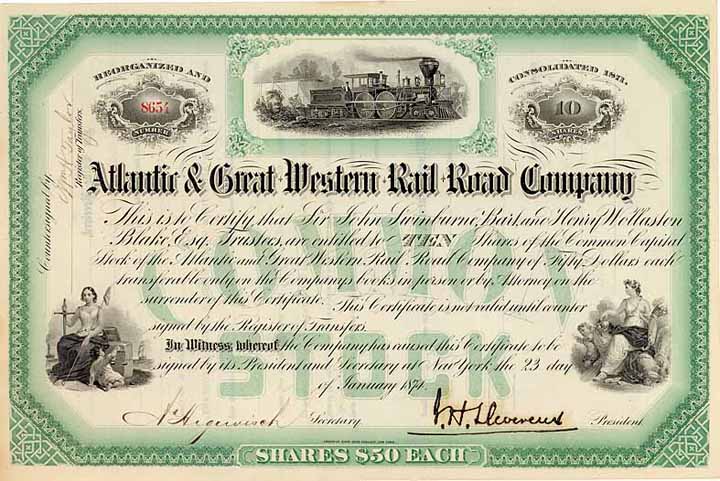 REORGANIZED AND
CONSOLIDATED 1871.
8654
NUMBER
10
SHARES
Countersigned by
Register of Transfers.
Atlantic & Great Western Rail Road Company
This is to Certify that Sir John Swinburne, Bart. and Henry Wollaston
Blake, Esq. Trustees, are entitled to TEN Shares of the Common Capital
Stock of the Atlantic and Great Western Rail Road Company of Fifty Dollars each
transferable only on the Company's books in person or by Attorney on the
surrender of this Certificate. This Certificate is not valid until counter
signed by the Register of Transfers.
In Witness whereof the Company has caused this Certificate to be
signed by its President and Secretary at New York the 23 day
of January 1874.
COMMON
STOCK
Secretary
J. H. Devereux President
SHARES $50 EACH